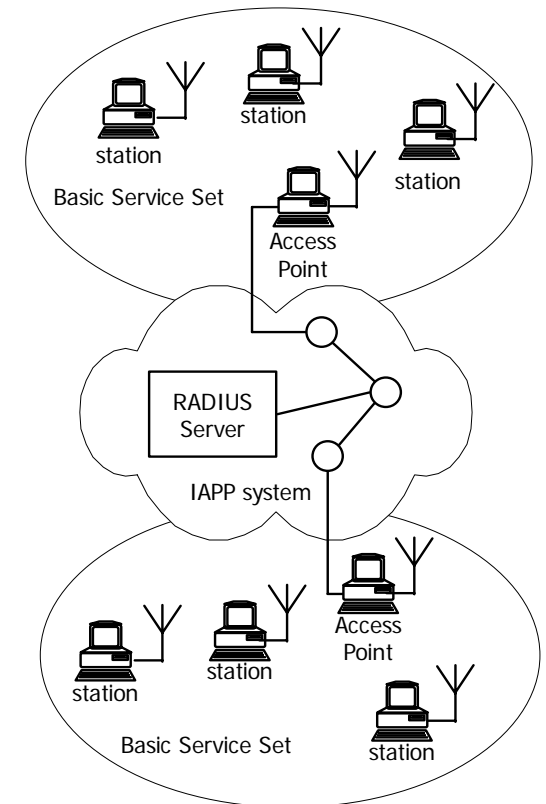 station
station
station
Basic Service Set
Access
Point
RADIUS
Server
IAPP system
Access
Point
station
station
station
Basic Service Set